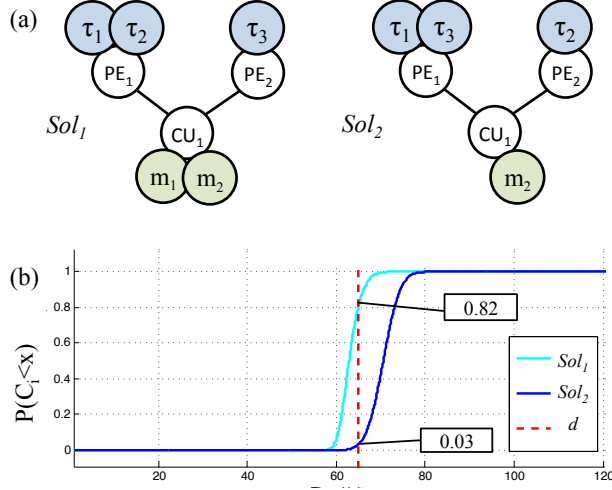 (a)
τ1 τ2 τ3 τ1 τ3 τ2
PE1 PE2 PE1 PE2
Sol1 CU1 Sol2 CU1
m1 m2 m2
(b)
P(Ci<x)
1
0.8
0.6
0.4
0.2
0
0.82
0.03
Sol1
Sol2
d
20 40 60 80 100 120